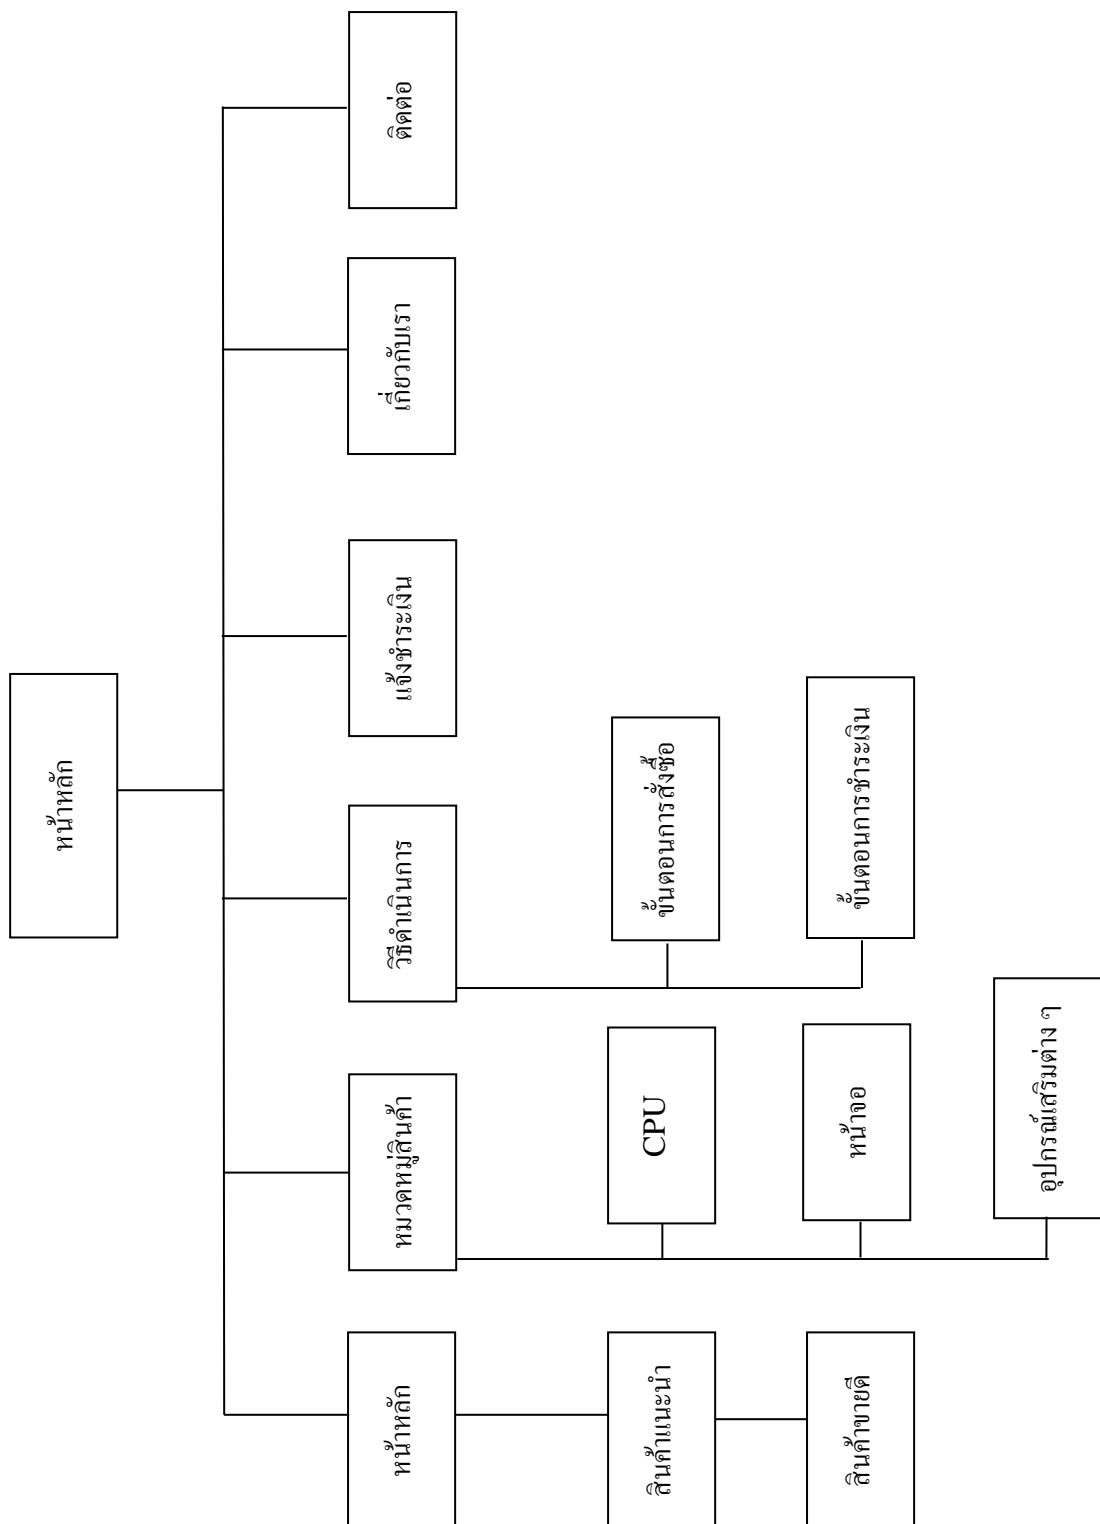 หน้าหลัก
หน้าหลัก
หมวดหมู่สินค้า
วิธีดำเนินการ
แจ้งชำระเงิน
เกี่ยวกับเรา
ติดต่อ
สินค้าแนะนำ
CPU
ขั้นตอนการสั่งซื้อ
สินค้าขายดี
หน้าจอ
ขั้นตอนการชำระเงิน
อุปกรณ์เสริมต่าง ๆ